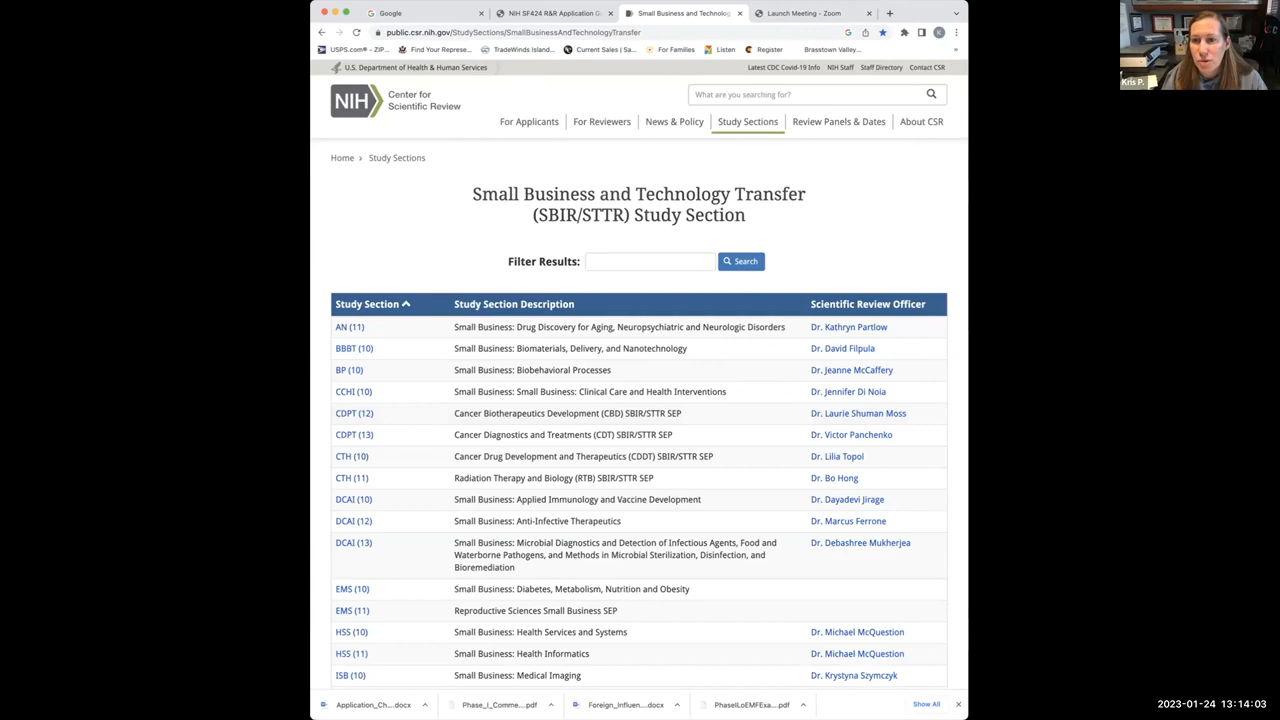 Google
NIH SF424 R&R Application G
Small Business and Technolog
Launch Meeting - Zoom
public.csr.nih.gov/StudySections/SmallBusinessAndTechnologyTransfer
K
USPS.com® - ZIP...
Find Your Represe...
TradeWinds Island...
Current Sales | Sa...
For Families
Listen
Register
Brasstown Valley...
»
U.S. Department of Health & Human Services
Latest CDC Covid-19 Info
NIH Staff
Staff Directory
Contact CSR
NIH
Center for
Scientific Review
What are you searching for?
For Applicants
For Reviewers
News & Policy
Study Sections
Review Panels & Dates
About CSR
Home › Study Sections
Small Business and Technology Transfer
(SBIR/STTR) Study Section
Filter Results:
Search
Study Section Study Section Description Scientific Review Officer
AN (11) Small Business: Drug Discovery for Aging, Neuropsychiatric and Neurologic Disorders Dr. Kathryn Partlow
BBBT (10) Small Business: Biomaterials, Delivery, and Nanotechnology Dr. David Filpula
BP (10) Small Business: Biobehavioral Processes Dr. Jeanne McCaffery
CCHI (10) Small Business: Small Business: Clinical Care and Health Interventions Dr. Jennifer Di Noia
CDPT (12) Cancer Biotherapeutics Development (CBD) SBIR/STTR SEP Dr. Laurie Shuman Moss
CDPT (13) Cancer Diagnostics and Treatments (CDT) SBIR/STTR SEP Dr. Victor Panchenko
CTH (10) Cancer Drug Development and Therapeutics (CDDT) SBIR/STTR SEP Dr. Lilia Topol
CTH (11) Radiation Therapy and Biology (RTB) SBIR/STTR SEP Dr. Bo Hong
DCAI (10) Small Business: Applied Immunology and Vaccine Development Dr. Dayadevi Jirage
DCAI (12) Small Business: Anti-Infective Therapeutics Dr. Marcus Ferrone
DCAI (13) Small Business: Microbial Diagnostics and Detection of Infectious Agents, Food and Dr. Debashree Mukherjea
Waterborne Pathogens, and Methods in Microbial Sterilization, Disinfection, and
Bioremediation
EMS (10) Small Business: Diabetes, Metabolism, Nutrition and Obesity
EMS (11) Reproductive Sciences Small Business SEP
HSS (10) Small Business: Health Services and Systems Dr. Michael McQuestion
HSS (11) Small Business: Health Informatics Dr. Michael McQuestion
ISB (10) Small Business: Medical Imaging Dr. Krystyna Szymczyk
Application_Ch....docx
Phase_I_Comme....pdf
Foreign_Influen....docx
PhaseILoEMFExa....pdf
Show All
Kris P.
2023-01-24 13:14:03